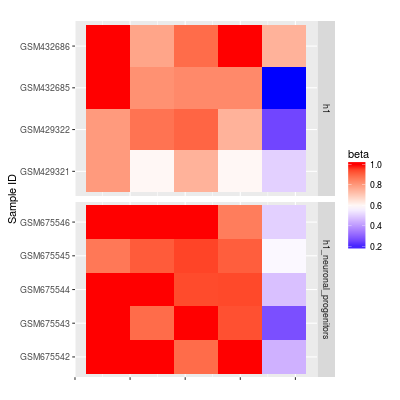 GSM432686
GSM432685
GSM429322
GSM429321
h1
GSM675546
GSM675545
GSM675544
GSM675543
GSM675542
h1_neuronal_progenitors
Sample ID
beta
1.0
0.8
0.6
0.4
0.2